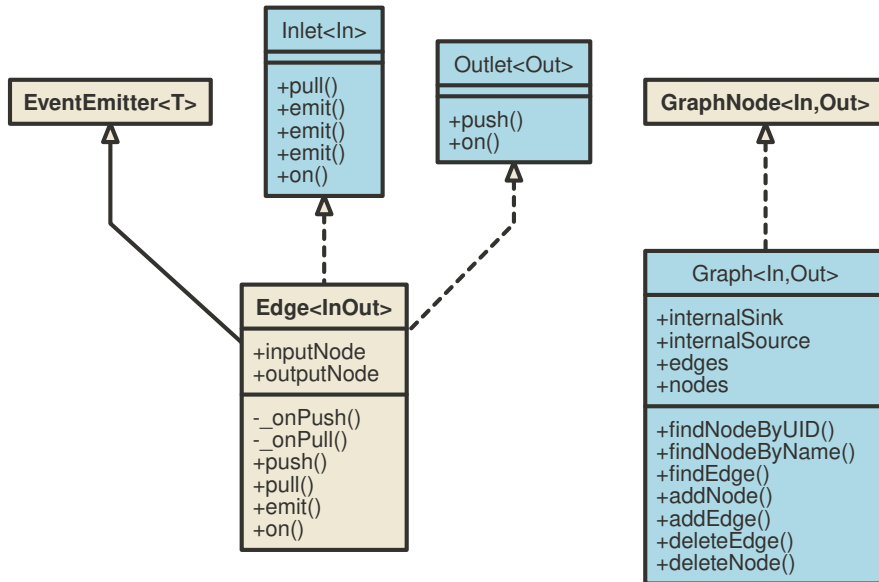 EventEmitter<T>
Inlet<In>
+pull()
+emit()
+emit()
+emit()
+on()
Outlet<Out>
+push()
+on()
GraphNode<In,Out>
Edge<InOut>
+inputNode
+outputNode
-_onPush()
-_onPull()
+push()
+pull()
+emit()
+on()
Graph<In,Out>
+internalSink
+internalSource
+edges
+nodes
+findNodeByUID()
+findNodeByName()
+findEdge()
+addNode()
+addEdge()
+deleteEdge()
+deleteNode()